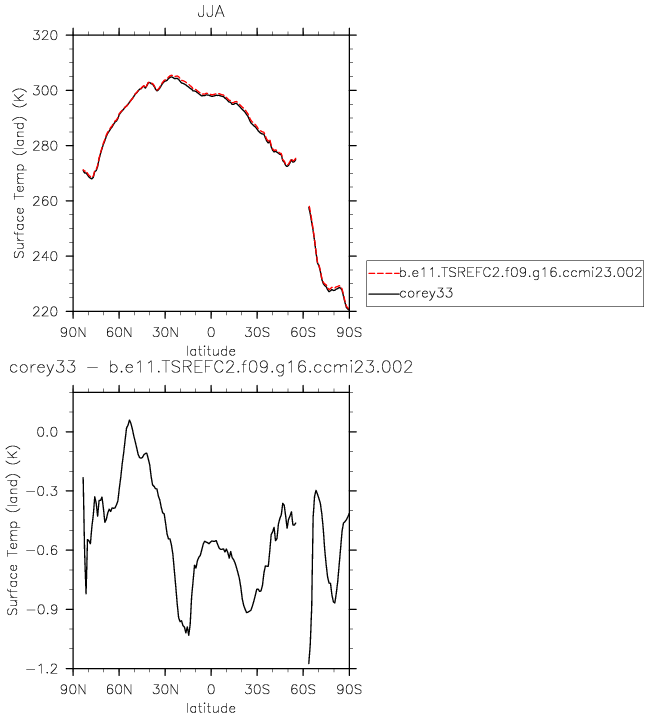 JJA
320
300
280
260
240
220
Surface Temp (land) (K)
90N 60N 30N 0 30S 60S 90S
latitude
b.e11.TSREFC2.f09.g16.ccmi23.002
corey33
corey33 − b.e11.TSREFC2.f09.g16.ccmi23.002
0.0
−0.3
−0.6
−0.9
−1.2
Surface Temp (land) (K)
90N 60N 30N 0 30S 60S 90S
latitude